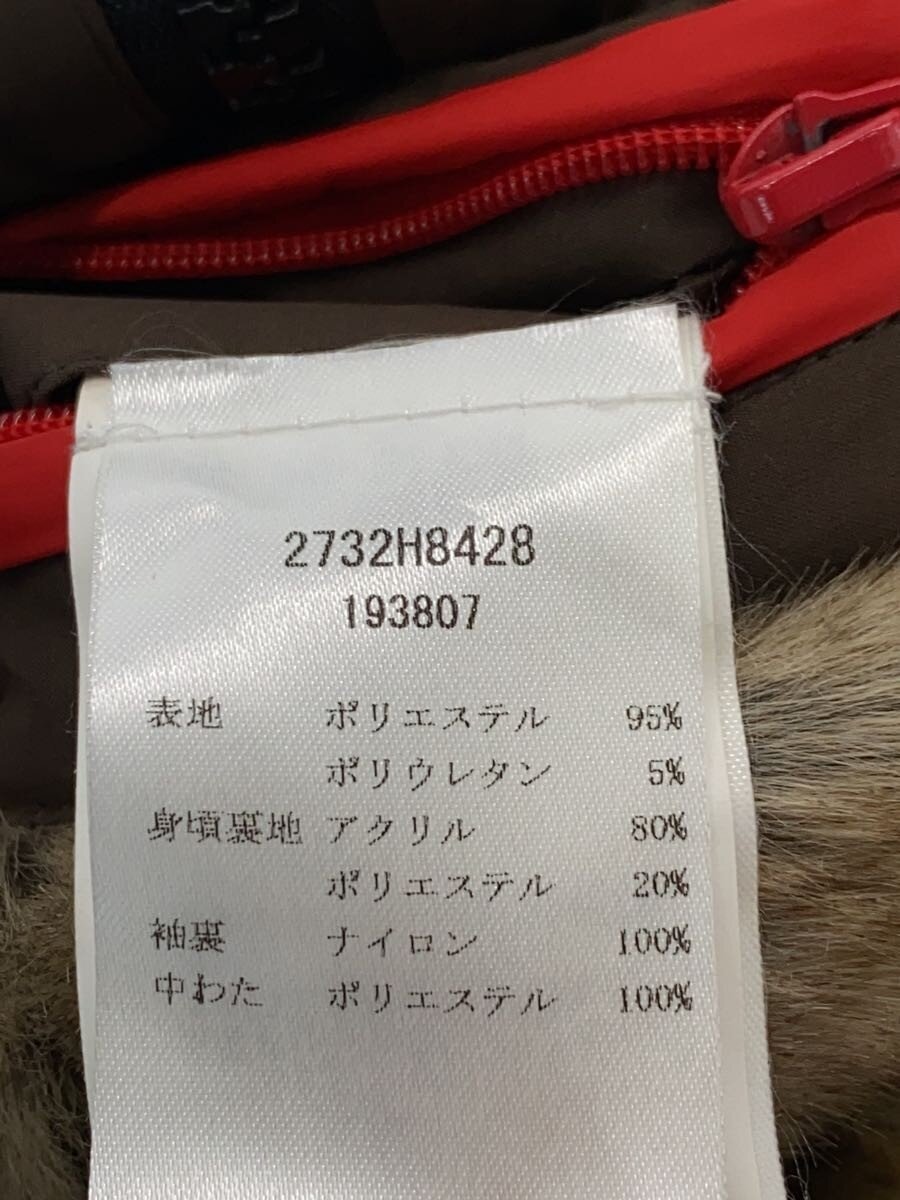 2732H8428
193807
表地 ポリエステル 95%
ポリウレタン 5%
身頃裏地 アクリル 80%
ポリエステル 20%
袖裏 ナイロン 100%
中わた ポリエステル 100%